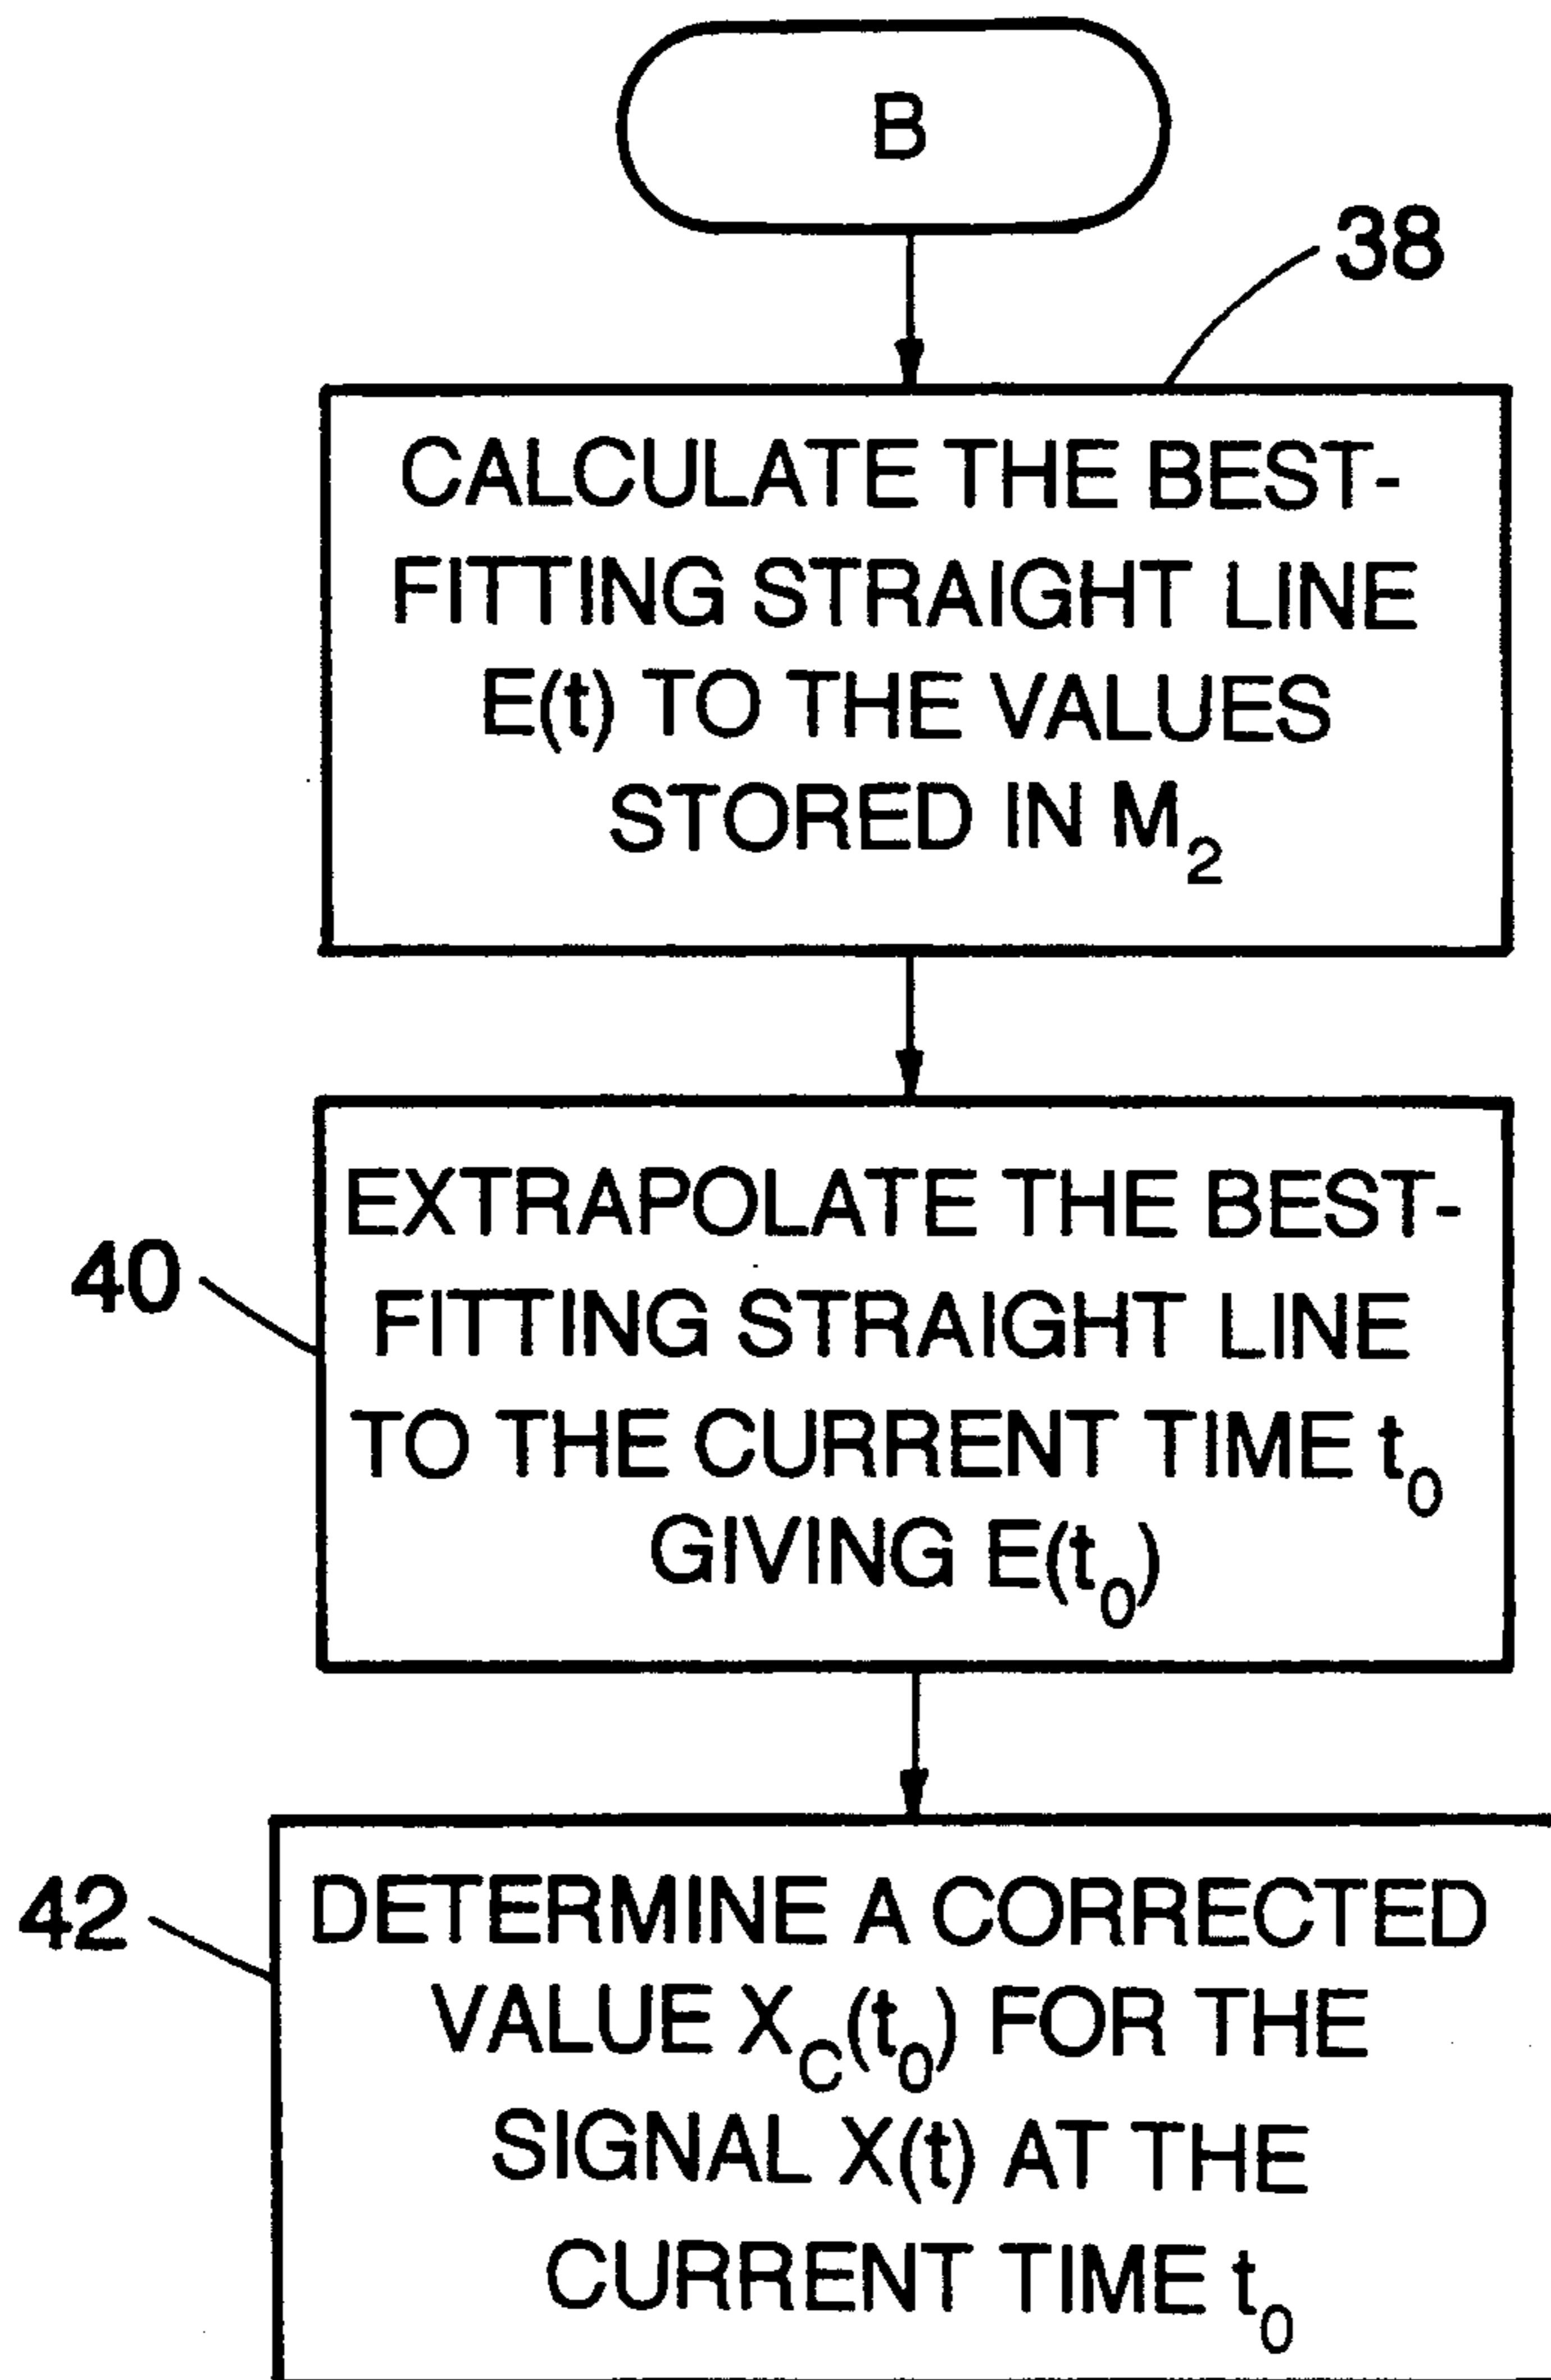 B
38
CALCULATE THE BEST-
FITTING STRAIGHT LINE
E(t) TO THE VALUES
STORED IN M₂
40
EXTRAPOLATE THE BEST-
FITTING STRAIGHT LINE
TO THE CURRENT TIME t₀
GIVING E(t₀)
42
DETERMINE A CORRECTED
VALUE X_C(t₀) FOR THE
SIGNAL X(t) AT THE
CURRENT TIME t₀